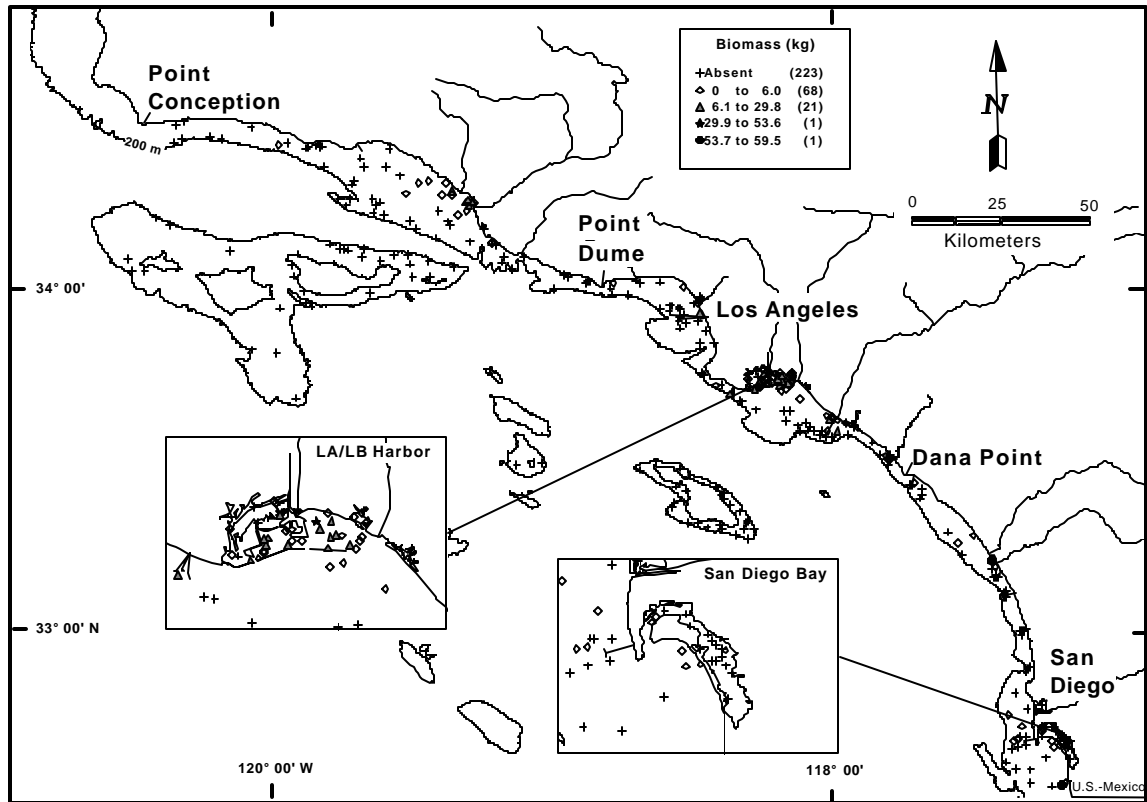 Biomass (kg)
Absent (223)
0 to 6.0 (68)
6.1 to 29.8 (21)
29.9 to 53.6 (1)
53.7 to 59.5 (1)
N
0 25 50
Kilometers
Point
Conception
200 m
Point
Dume
Los Angeles
34° 00'
LA/LB Harbor
Dana Point
San Diego Bay
33° 00' N
San
Diego
120° 00' W
118° 00'
U.S.-Mexico